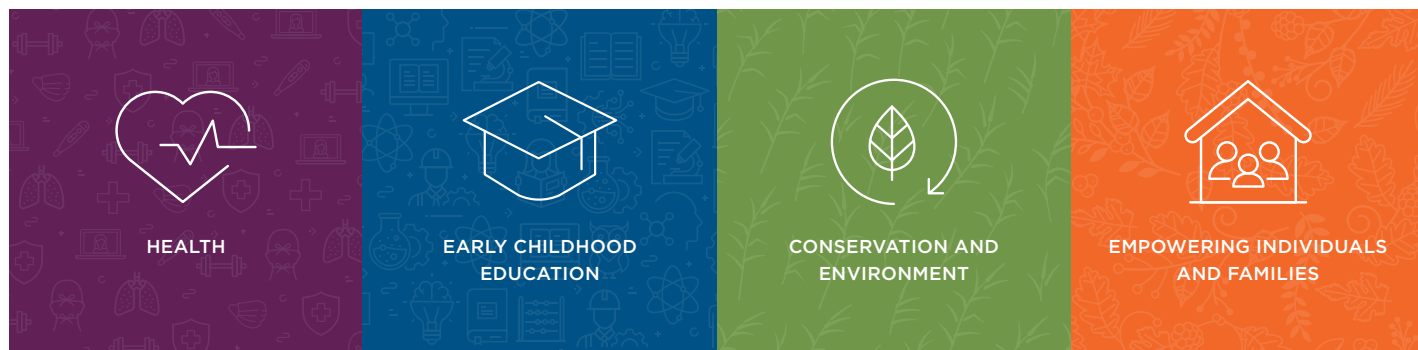 HEALTH
EARLY CHILDHOOD
EDUCATION
CONSERVATION AND
ENVIRONMENT
EMPOWERING INDIVIDUALS
AND FAMILIES